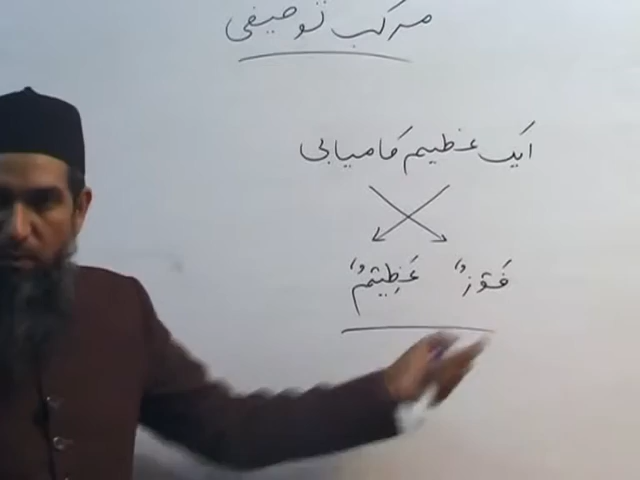 مرکب توصیفی
ایک عظیم کامیابی
فَوْزٌ عَظِيْمٌ